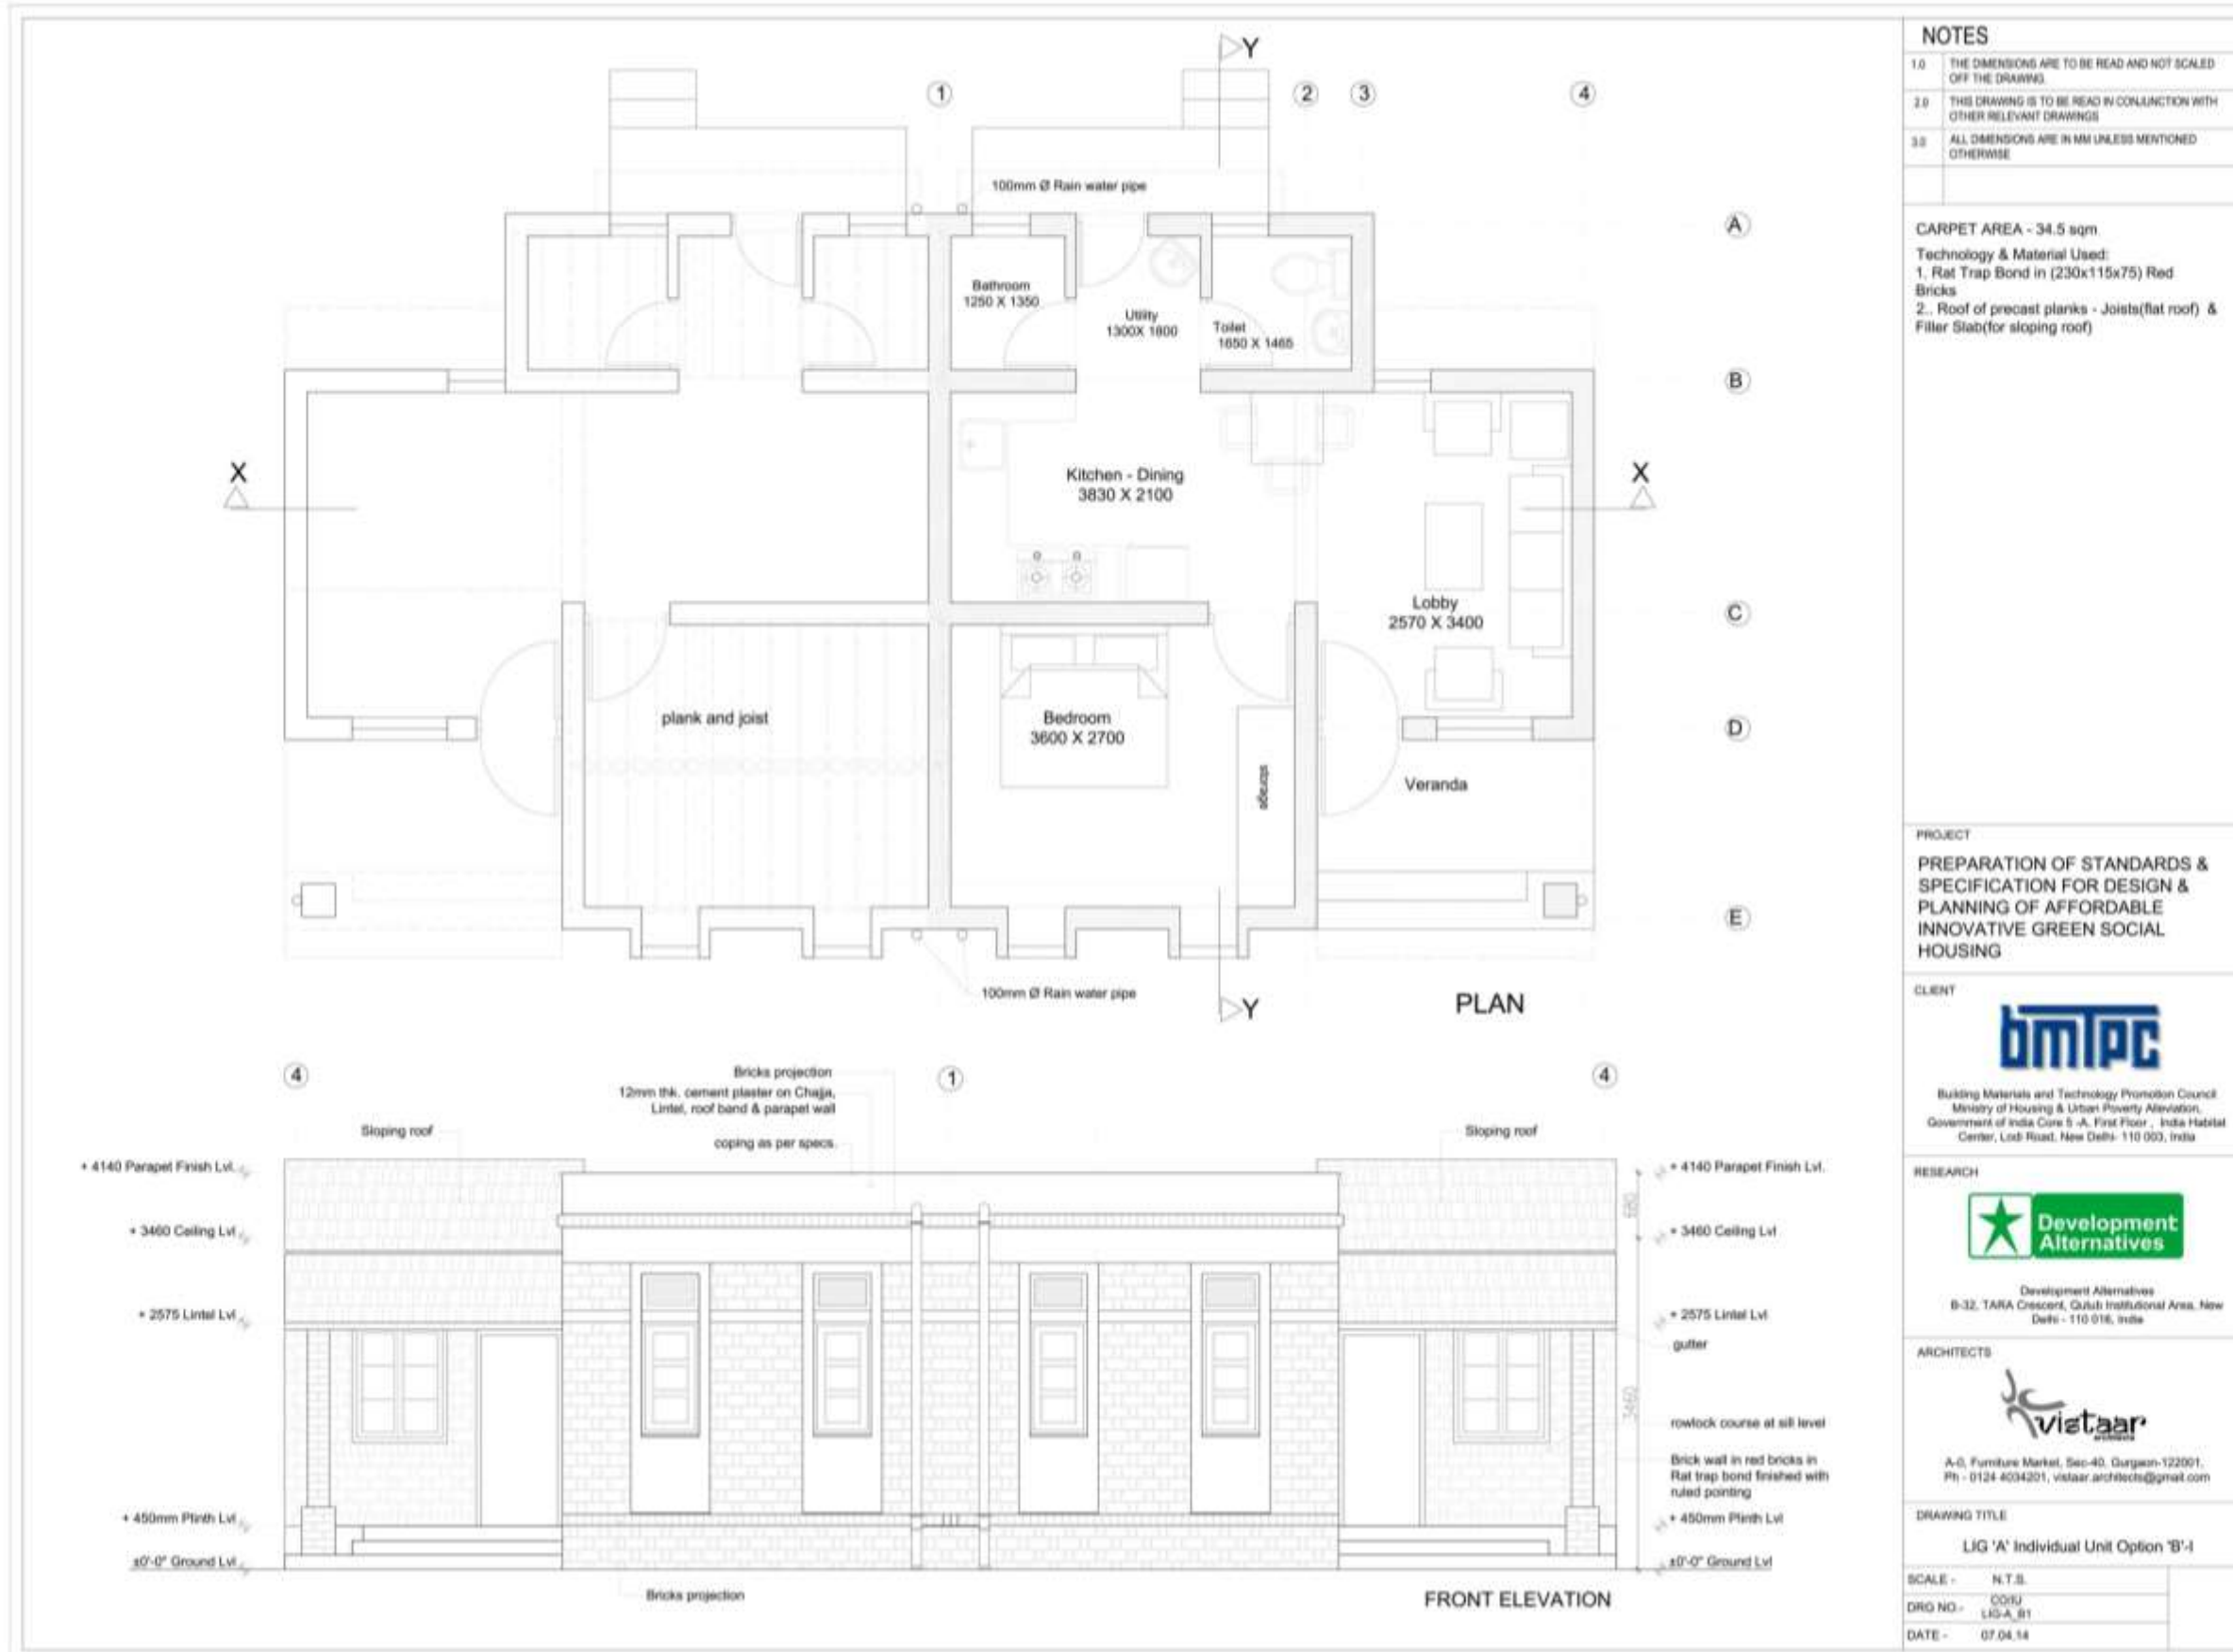 Y
1
2
3
4
100mm Ø Rain water pipe
A
Bathroom
1250 X 1350
Utility
1300X 1800
Toilet
1650 X 1465
B
X
X
Kitchen - Dining
3830 X 2100
Lobby
2570 X 3400
C
plank and joist
Bedroom
3600 X 2700
D
storage
Veranda
E
100mm Ø Rain water pipe
Y
PLAN
4
1
4
Bricks projection
12mm thk. cement plaster on Chajja,
Lintel, roof band & parapet wall
coping as per specs.
Sloping roof
Sloping roof
+ 4140 Parapet Finish Lvl.
+ 3460 Ceiling Lvl
+ 2575 Lintel Lvl
+ 450mm Plinth Lvl
±0'-0" Ground Lvl
+ 4140 Parapet Finish Lvl.
680
+ 3460 Ceiling Lvl
+ 2575 Lintel Lvl
gutter
3460
rowlock course at sill level
Brick wall in red bricks in
Rat trap bond finished with
ruled pointing
+ 450mm Plinth Lvl
±0'-0" Ground Lvl
Bricks projection
FRONT ELEVATION
NOTES
1.0 THE DIMENSIONS ARE TO BE READ AND NOT SCALED
OFF THE DRAWING.
2.0 THIS DRAWING IS TO BE READ IN CONJUNCTION WITH
OTHER RELEVANT DRAWINGS
3.0 ALL DIMENSIONS ARE IN MM UNLESS MENTIONED
OTHERWISE
CARPET AREA - 34.5 sqm
Technology & Material Used:
1. Rat Trap Bond in (230x115x75) Red
Bricks
2.. Roof of precast planks - Joists(flat roof) &
Filler Slab(for sloping roof)
PROJECT
PREPARATION OF STANDARDS &
SPECIFICATION FOR DESIGN &
PLANNING OF AFFORDABLE
INNOVATIVE GREEN SOCIAL
HOUSING
CLIENT
bmTpc
Building Materials and Technology Promotion Council
Ministry of Housing & Urban Poverty Alleviation,
Government of India Core 5 -A, First Floor , India Habitat
Center, Lodi Road, New Delhi- 110 003, India
RESEARCH
Development
Alternatives
Development Alternatives
B-32, TARA Crescent, Qutub Institutional Area, New
Delhi - 110 016, India
ARCHITECTS
vistaar
architects
A-0, Furniture Market, Sec-40, Gurgaon-122001.
Ph - 0124 4034201, vistaar.architects@gmail.com
DRAWING TITLE
LIG 'A' Individual Unit Option 'B'-I
SCALE - N.T.S.
DRG NO.-
LIG-A_B1
DATE - 07.04.14